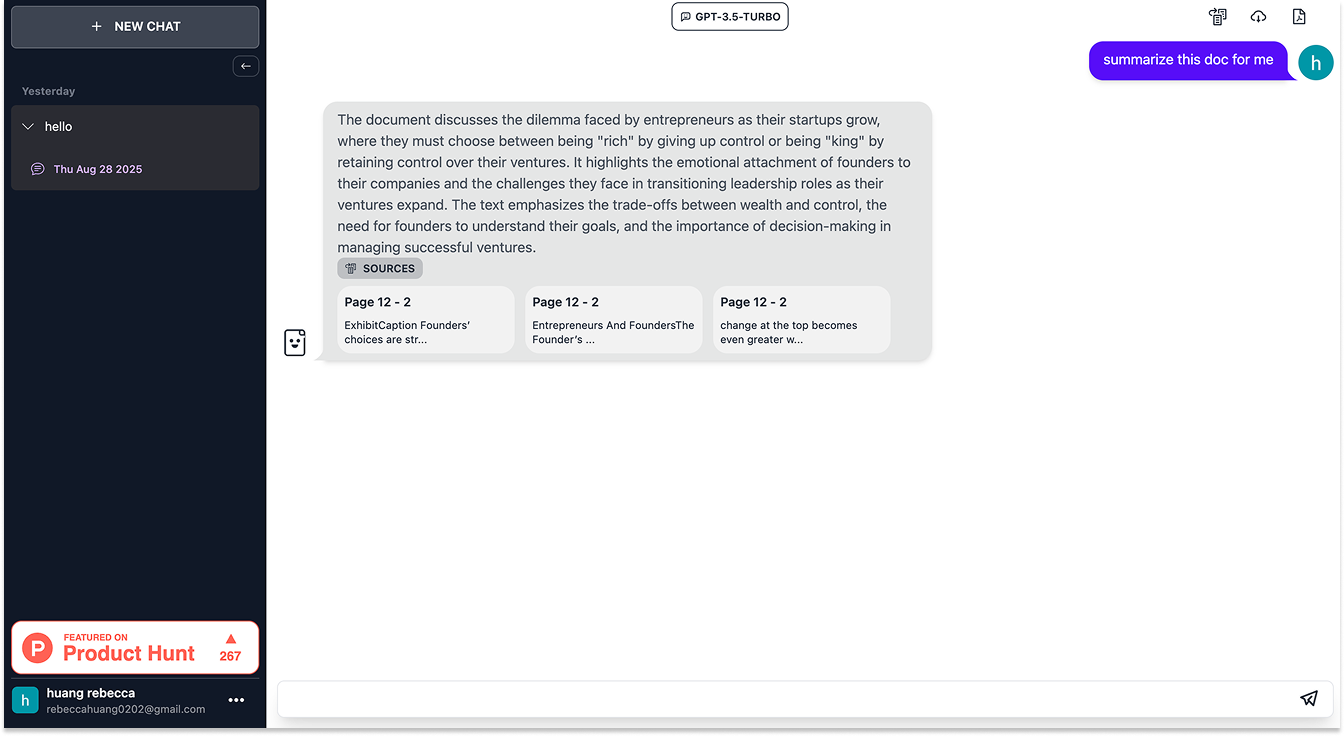 NEW CHAT
Yesterday
hello
Thu Aug 28 2025
FEATURED ON
Product Hunt
267
h
huang rebecca
rebeccahuang0202@gmail.com
GPT-3.5-TURBO
summarize this doc for me
h
The document discusses the dilemma faced by entrepreneurs as their startups grow,
where they must choose between being "rich" by giving up control or being "king" by
retaining control over their ventures. It highlights the emotional attachment of founders to
their companies and the challenges they face in transitioning leadership roles as their
ventures expand. The text emphasizes the trade-offs between wealth and control, the
need for founders to understand their goals, and the importance of decision-making in
managing successful ventures.
SOURCES
Page 12 - 2
ExhibitCaption Founders’
choices are str...
Page 12 - 2
Entrepreneurs And FoundersThe
Founder’s ...
Page 12 - 2
change at the top becomes
even greater w...